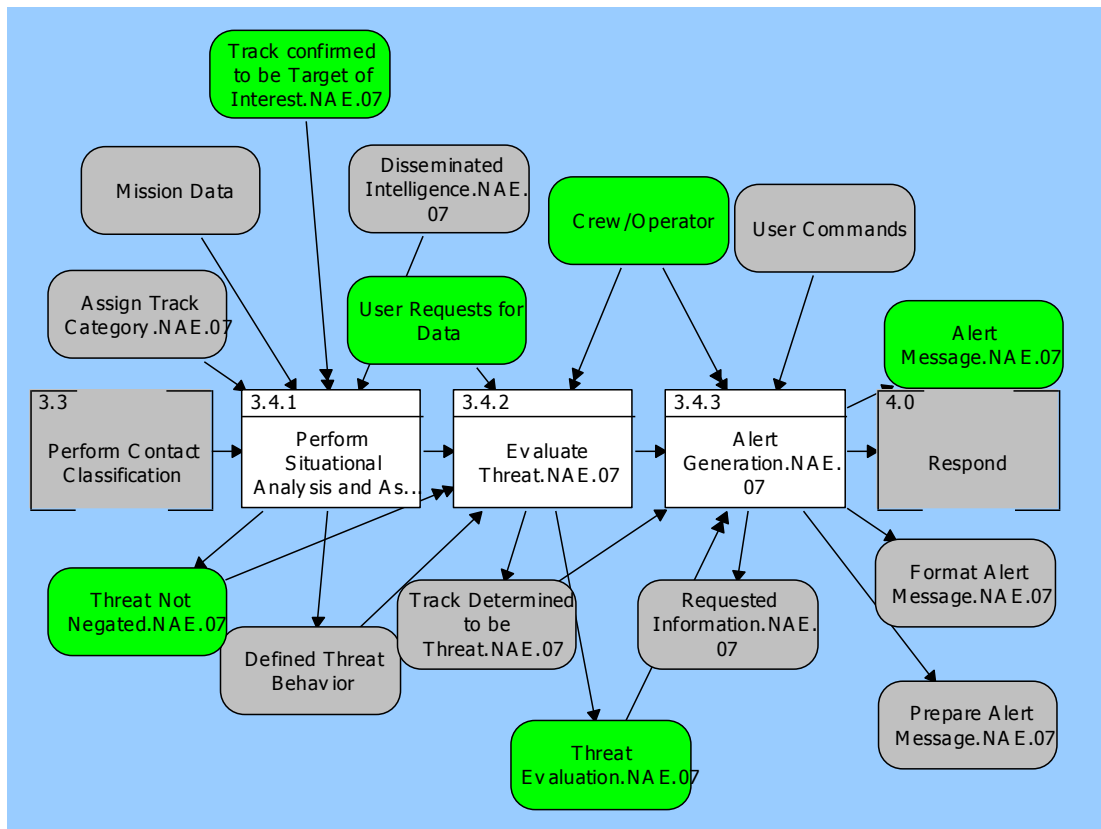 Track confirmed
to be Target of
Interest.NAE.07
Mission Data
Disseminated
Intelligence.NAE.
07
Crew/Operator
User Commands
Assign Track
Category.NAE.07
User Requests for
Data
Alert
Message.NAE.07
3.3
Perform Contact
Classification
3.4.1
Perform
Situational
Analysis and As...
3.4.2
Evaluate
Threat.NAE.07
3.4.3
Alert
Generation.NAE.
07
4.0
Respond
Threat Not
Negated.NAE.07
Defined Threat
Behavior
Track Determined
to be
Threat.NAE.07
Requested
Information.NAE.
07
Format Alert
Message.NAE.07
Threat
Evaluation.NAE.07
Prepare Alert
Message.NAE.07